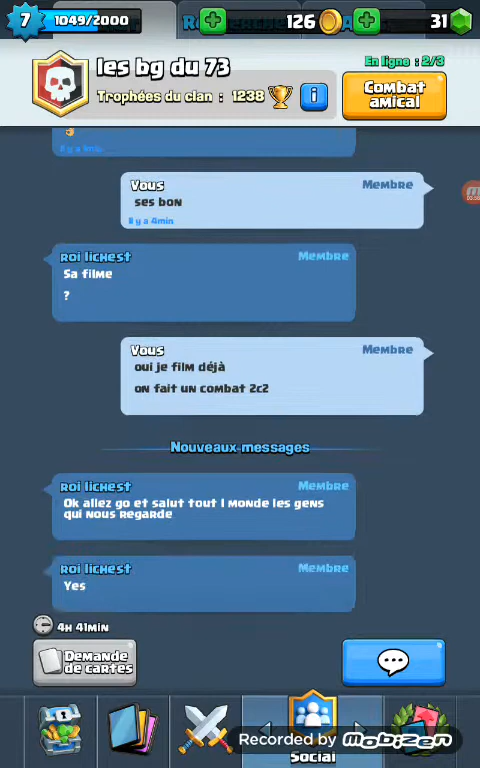 7
1049/2000
126
31
les bg du 73
En ligne : 2/3
Trophées du clan : 1238
i
Combat
amical
Il y a 4min
Vous
Membre
ses bon
Il y a 4min
Roi lichest
Membre
Sa filme
?
Vous
Membre
oui je film déjà
on fait un combat 2c2
Nouveaux messages
Roi lichest
Membre
Ok allez go et salut tout l monde les gens
qui nous regarde
Roi lichest
Membre
Yes
4h 41min
Demande
de cartes
Social
Recorded by mobizen